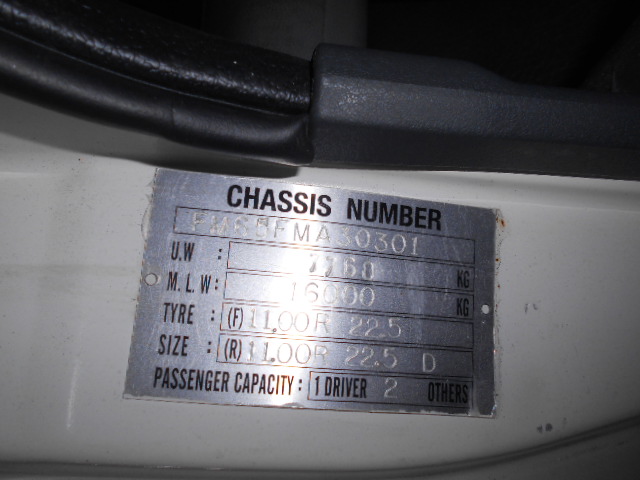 CHASSIS NUMBER
U.W : 7768 KG
M.L.W: 16000 KG
TYRE : (F) 11.00R 22.5
SIZE : (R) 11.00R 22.5 D
PASSENGER CAPACITY : 1 DRIVER 2 OTHERS